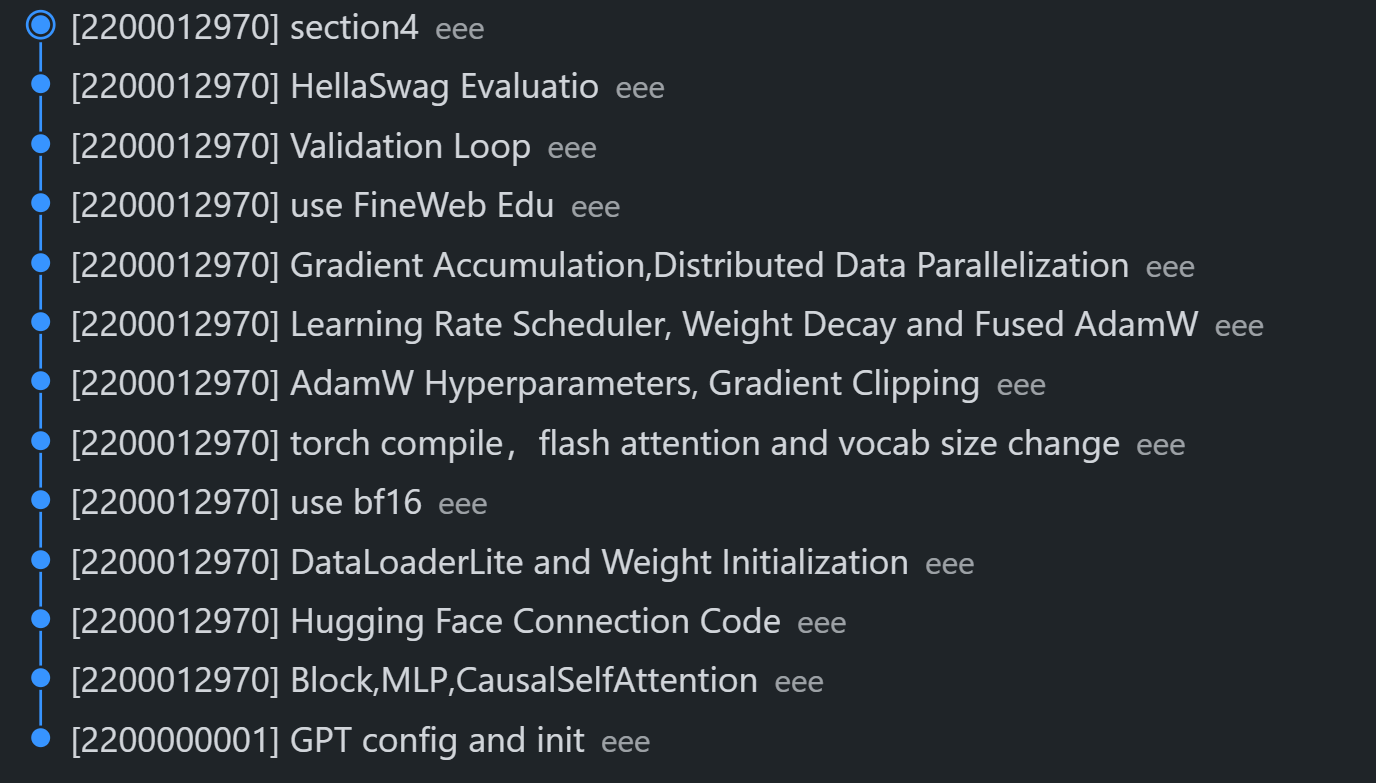 [2200012970] section4 eee
[2200012970] HellaSwag Evaluatio eee
[2200012970] Validation Loop eee
[2200012970] use FineWeb Edu eee
[2200012970] Gradient Accumulation,Distributed Data Parallelization eee
[2200012970] Learning Rate Scheduler, Weight Decay and Fused AdamW eee
[2200012970] AdamW Hyperparameters, Gradient Clipping eee
[2200012970] torch compile，flash attention and vocab size change eee
[2200012970] use bf16 eee
[2200012970] DataLoaderLite and Weight Initialization eee
[2200012970] Hugging Face Connection Code eee
[2200012970] Block,MLP,CausalSelfAttention eee
[2200000001] GPT config and init eee